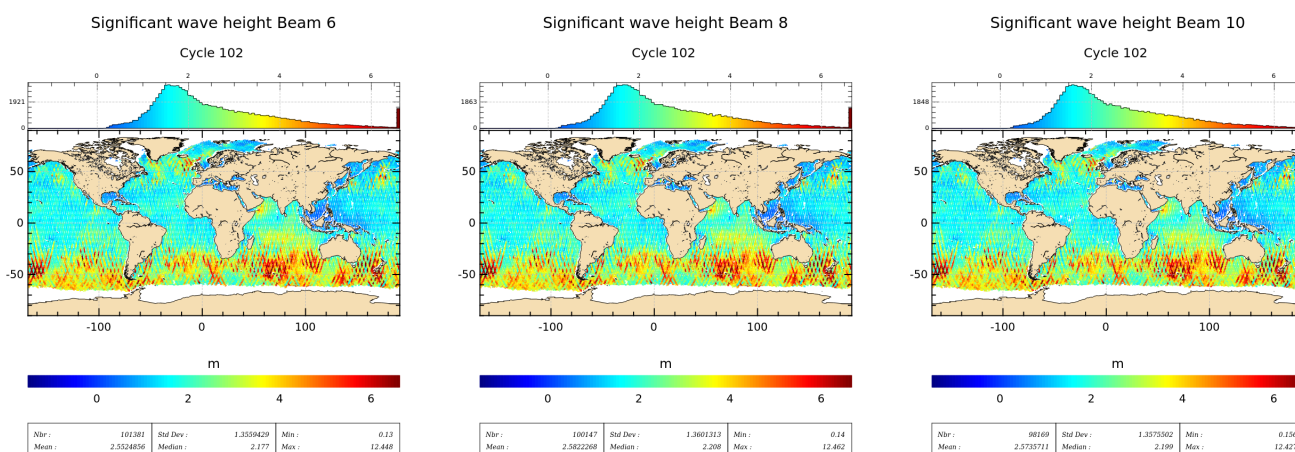 Significant wave height Beam 6
Cycle 102
0 2 4 6
1921
0
50
0
-50
-100 0 100
m
0 2 4 6
Nbr : 101381 Std Dev : 1.3559429 Min : 0.13
Mean : 2.5524856 Median : 2.177 Max : 12.448
Significant wave height Beam 8
Cycle 102
0 2 4 6
1863
0
50
0
-50
-100 0 100
m
0 2 4 6
Nbr : 100147 Std Dev : 1.3601313 Min : 0.14
Mean : 2.5822268 Median : 2.208 Max : 12.462
Significant wave height Beam 10
Cycle 102
0 2 4 6
1848
0
50
0
-50
-100 0 100
m
0 2 4 6
Nbr : 98169 Std Dev : 1.3575502 Min : 0.156
Mean : 2.5735711 Median : 2.199 Max : 12.427